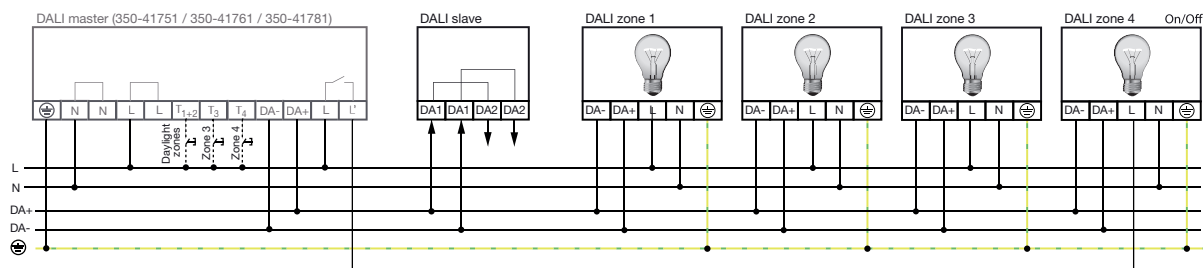 DALI master (350-41751 / 350-41761 / 350-41781)
DALI slave
DALI zone 1
DALI zone 2
DALI zone 3
DALI zone 4
On/Off
N N L L T1+2 T3 T4 DA- DA+ L L'
DA1 DA1 DA2 DA2
DA- DA+ L N
DA- DA+ L N
DA- DA+ L N
DA- DA+ L N
Daylight
zones
Zone 3
Zone 4
L
N
DA+
DA-